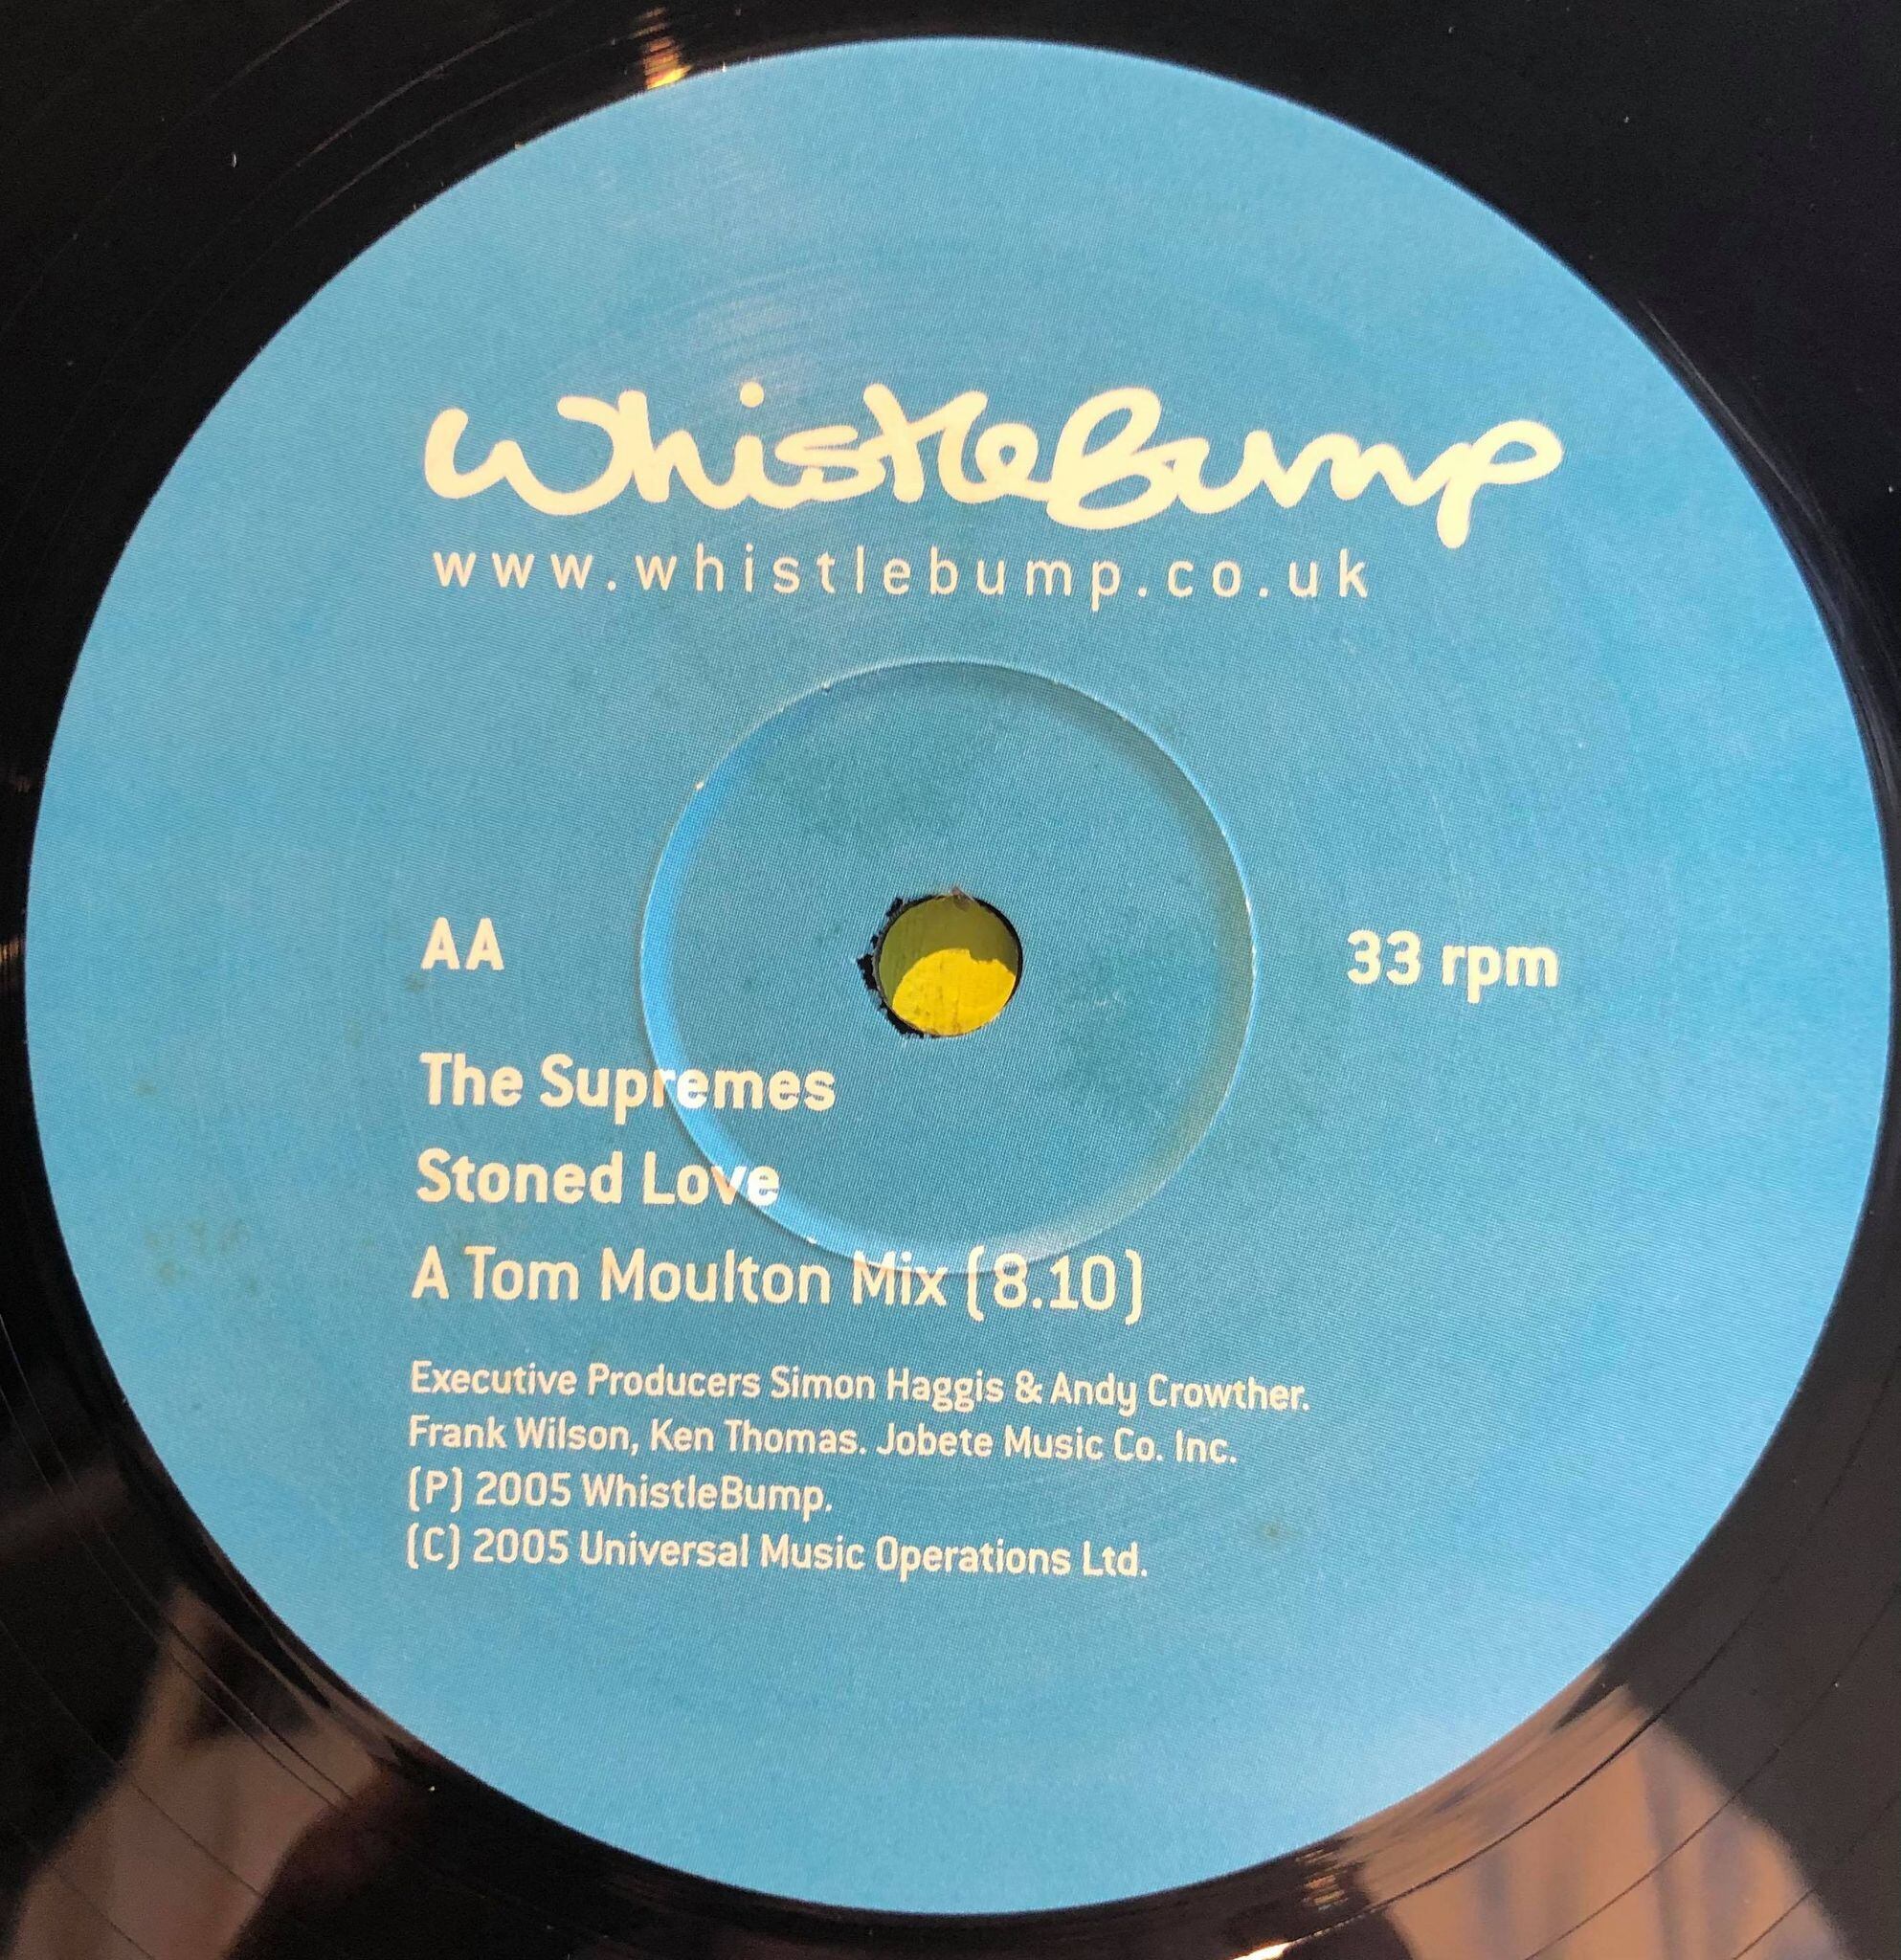 WhistleBump
www.whistlebump.co.uk
AA 33 rpm
The Supremes
Stoned Love
A Tom Moulton Mix (8.10)
Executive Producers Simon Haggis & Andy Crowther.
Frank Wilson, Ken Thomas. Jobete Music Co. Inc.
(P) 2005 WhistleBump.
(C) 2005 Universal Music Operations Ltd.